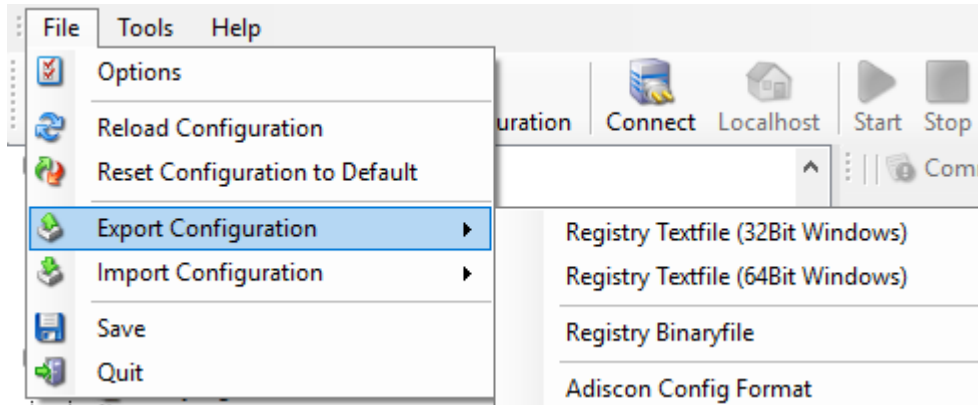 File Tools Help
Options
uration Connect Localhost Start Stop
Reload Configuration
Reset Configuration to Default
Export Configuration
Import Configuration
Save
Quit
Registry Textfile (32Bit Windows)
Registry Textfile (64Bit Windows)
Registry Binaryfile
Adiscon Config Format